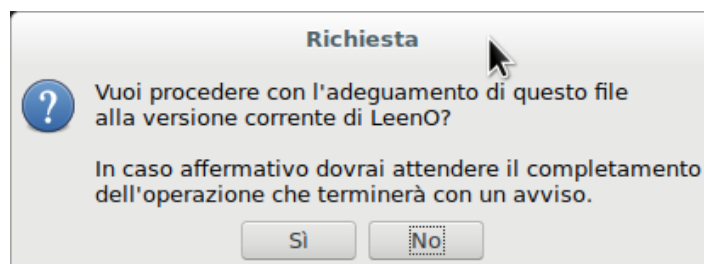 Richiesta
?
Vuoi procedere con l'adeguamento di questo file
alla versione corrente di LeenO?
In caso affermativo dovrai attendere il completamento
dell'operazione che terminerà con un avviso.
Sì No